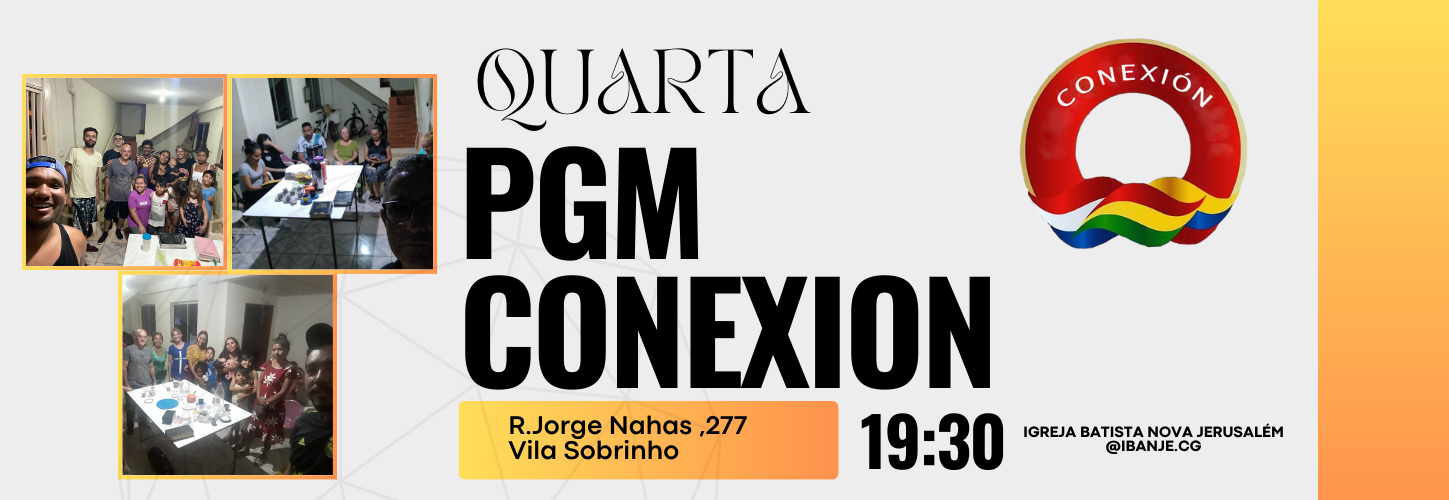 QUARTA
PGM
CONEXION
R.Jorge Nahas ,277
Vila Sobrinho
19:30
CONEXIÓN
IGREJA BATISTA NOVA JERUSALÉM
@IBANJE.CG